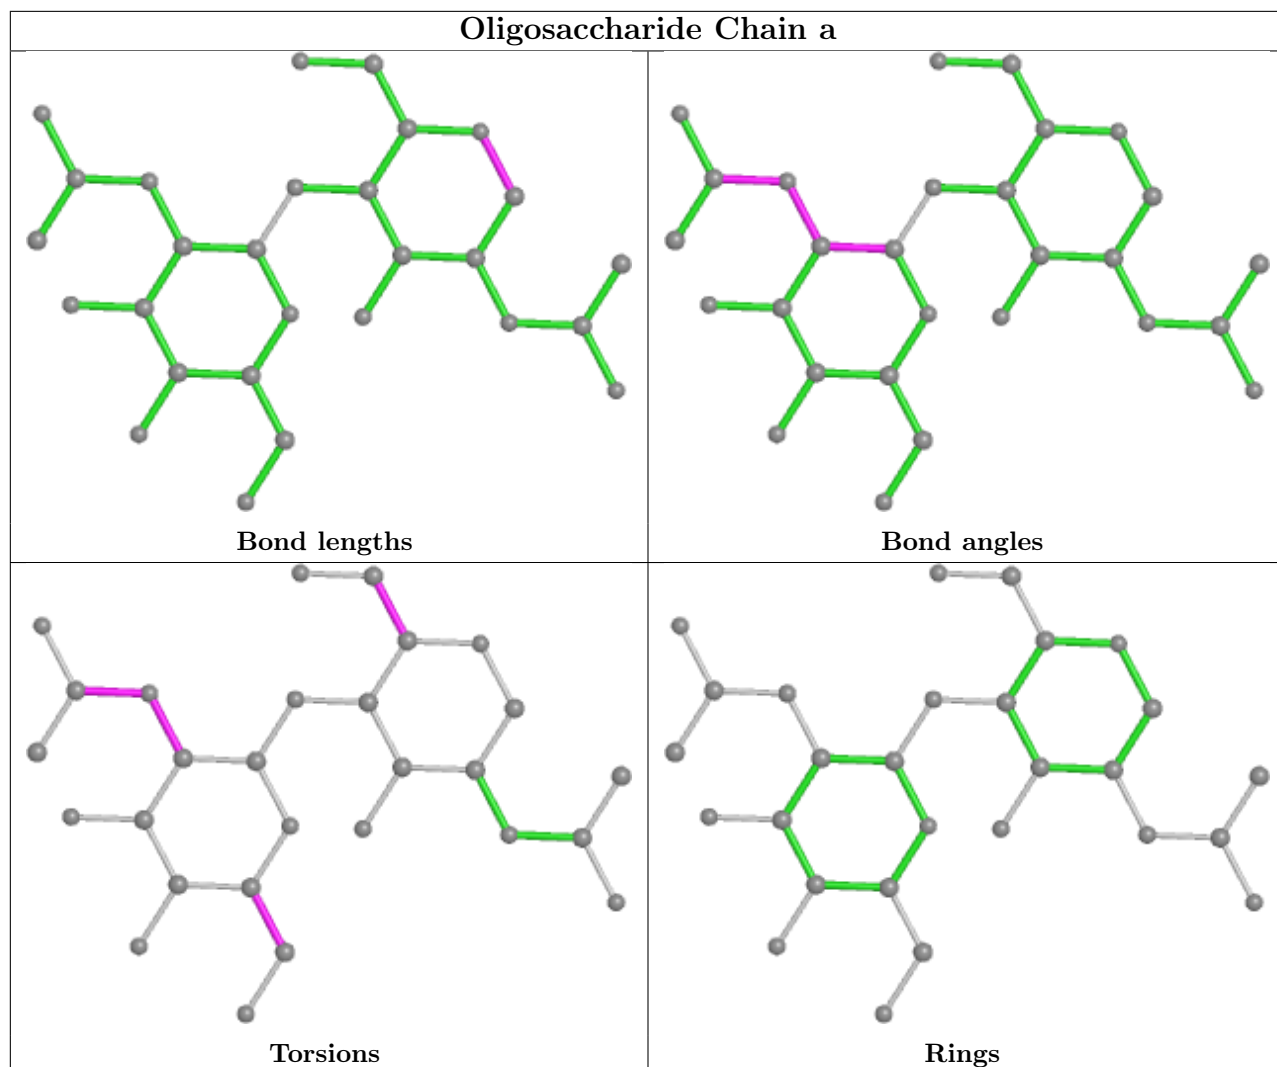 Oligosaccharide Chain a
Bond lengths
Bond angles
Torsions
Rings